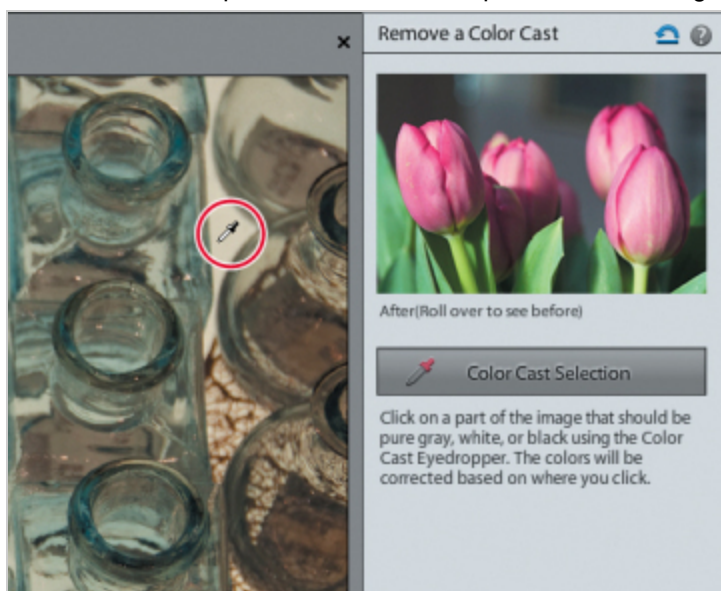 Remove a Color Cast
After(Roll over to see before)
Color Cast Selection
Click on a part of the image that should be
pure gray, white, or black using the Color
Cast Eyedropper. The colors will be
corrected based on where you click.